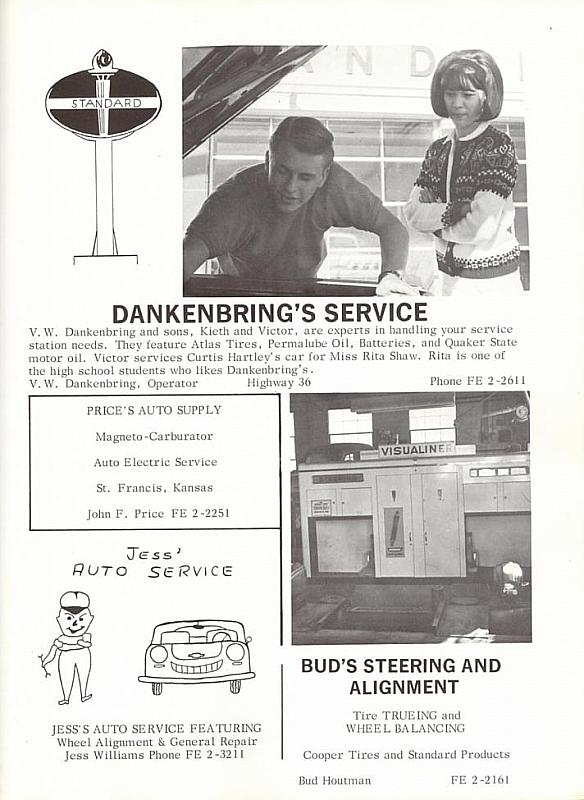 STANDARD
AND
DANKENBRING'S SERVICE
V.W. Dankenbring and sons, Kieth and Victor, are experts in handling your service
station needs. They feature Atlas Tires, Permalube Oil, Batteries, and Quaker State
motor oil. Victor services Curtis Hartley's car for Miss Rita Shaw. Rita is one of
the high school students who likes Dankenbring's.
V.W. Dankenbring, Operator Highway 36 Phone FE 2-2611
PRICE'S AUTO SUPPLY
Magneto-Carburator
Auto Electric Service
St. Francis, Kansas
John F. Price FE 2-2251
JESS'
AUTO SERVICE
JESS'S AUTO SERVICE FEATURING
Wheel Alignment & General Repair
Jess Williams Phone FE 2-3211
VISUALINER
BUD'S STEERING AND
ALIGNMENT
Tire TRUEING and
WHEEL BALANCING
Cooper Tires and Standard Products
Bud Houtman FE 2-2161